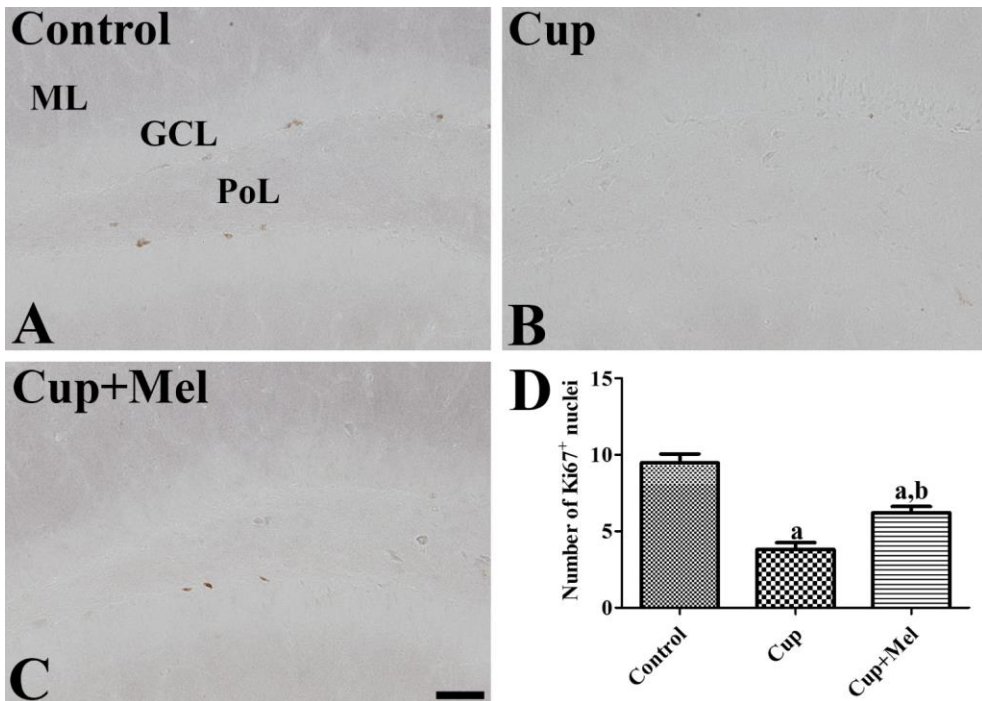 Control
ML
GCL
PoL
A
Cup
B
Cup+Mel
C
D
Number of Ki67+ nuclei
15
10
5
0
a
a,b
Control
Cup
Cup+Mel